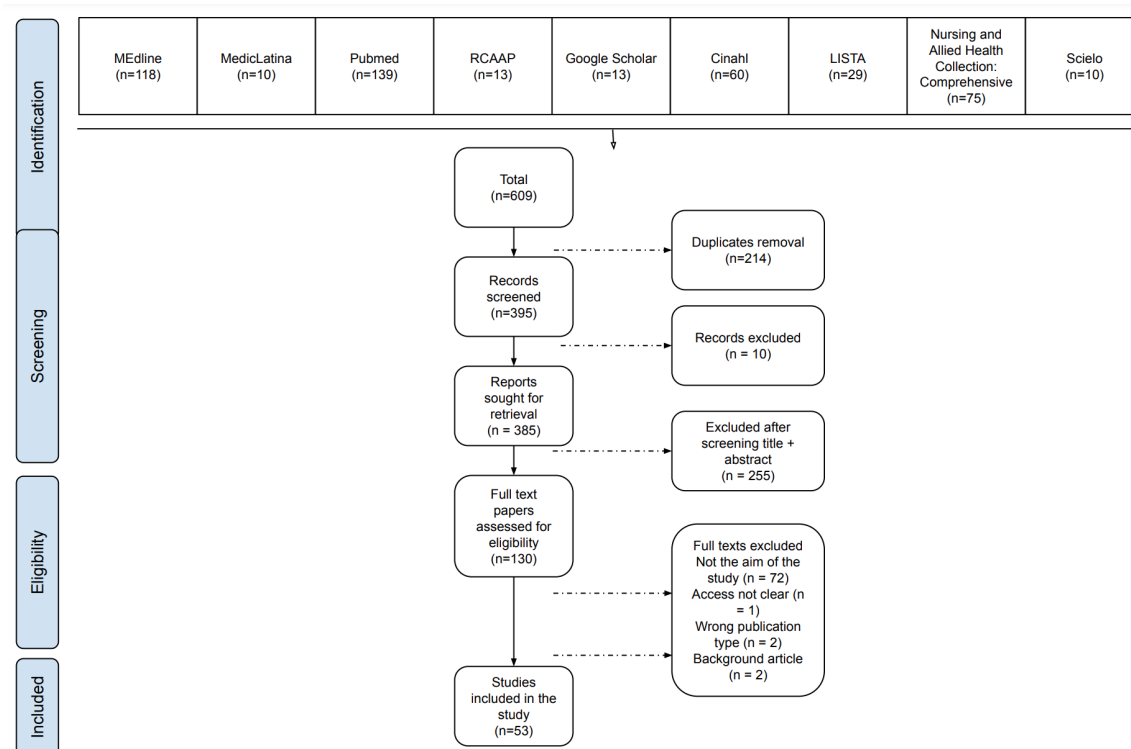 Identification
MEdline
(n=118)
MedicLatina
(n=10)
Pubmed
(n=139)
RCAAP
(n=13)
Google Scholar
(n=13)
Cinahl
(n=60)
LISTA
(n=29)
Nursing and
Allied Health
Collection:
Comprehensive
(n=75)
Scielo
(n=10)
Total
(n=609)
Duplicates removal
(n=214)
Screening
Records
screened
(n=395)
Records excluded
(n = 10)
Reports
sought for
retrieval
(n = 385)
Excluded after
screening title +
abstract
(n = 255)
Eligibility
Full text
papers
assessed for
eligibility
(n=130)
Full texts excluded
Not the aim of the
study (n = 72)
Access not clear (n
= 1)
Wrong publication
type (n = 2)
Background article
(n = 2)
Included
Studies
included in the
study
(n=53)